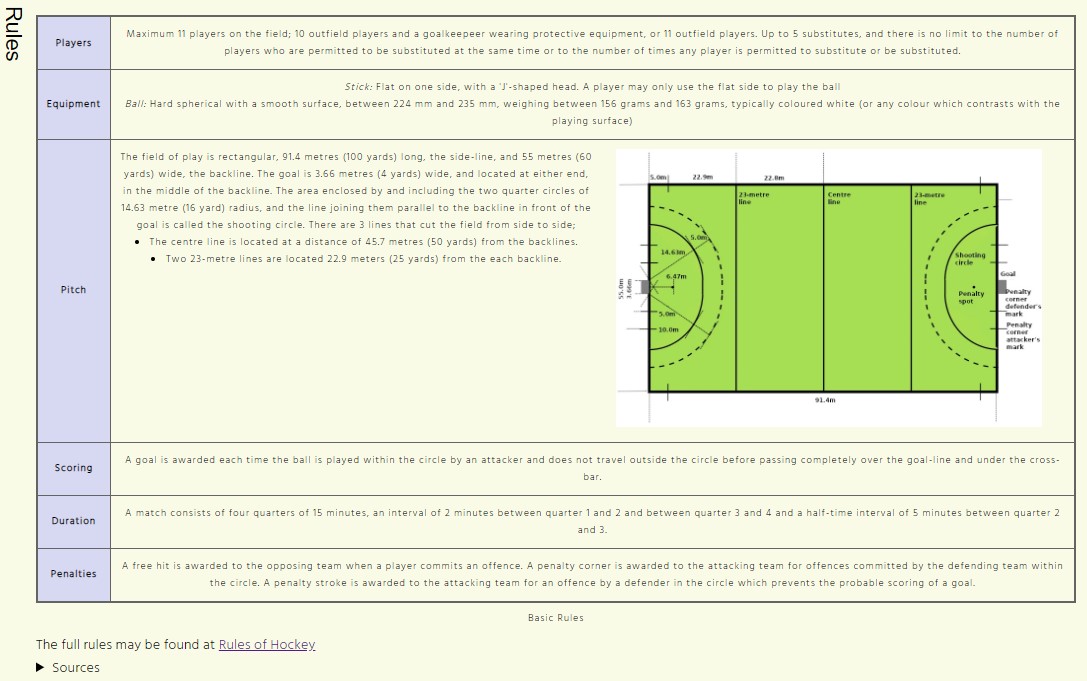 Rules
Players
Maximum 11 players on the field; 10 outfield players and a goalkeepeer wearing protective equipment, or 11 outfield players. Up to 5 substitutes, and there is no limit to the number of
players who are permitted to be substituted at the same time or to the number of times any player is permitted to substitute or be substituted.
Equipment
Stick: Flat on one side, with a 'J'-shaped head. A player may only use the flat side to play the ball
Ball: Hard spherical with a smooth surface, between 224 mm and 235 mm, weighing between 156 grams and 163 grams, typically coloured white (or any colour which contrasts with the
playing surface)
Pitch
The field of play is rectangular, 91.4 metres (100 yards) long, the side-line, and 55 metres (60
yards) wide, the backline. The goal is 3.66 metres (4 yards) wide, and located at either end,
in the middle of the backline. The area enclosed by and including the two quarter circles of
14.63 metre (16 yard) radius, and the line joining them parallel to the backline in front of the
goal is called the shooting circle. There are 3 lines that cut the field from side to side;
• The centre line is located at a distance of 45.7 metres (50 yards) from the backlines.
• Two 23-metre lines are located 22.9 meters (25 yards) from the each backline.
5.0m
22.9m
22.8m
23-metre
line
Centre
line
23-metre
line
5.0m
14.63m
6.47m
5.0m
10.0m
55.0m
3.66m
Shooting
circle
Penalty
spot
Goal
Penalty
corner
defender's
mark
Penalty
corner
attacker's
mark
91.4m
Scoring
A goal is awarded each time the ball is played within the circle by an attacker and does not travel outside the circle before passing completely over the goal-line and under the cross-
bar.
Duration
A match consists of four quarters of 15 minutes, an interval of 2 minutes between quarter 1 and 2 and between quarter 3 and 4 and a half-time interval of 5 minutes between quarter 2
and 3.
Penalties
A free hit is awarded to the opposing team when a player commits an offence. A penalty corner is awarded to the attacking team for offences committed by the defending team within
the circle. A penalty stroke is awarded to the attacking team for an offence by a defender in the circle which prevents the probable scoring of a goal.
Basic Rules
The full rules may be found at Rules of Hockey
▶ Sources